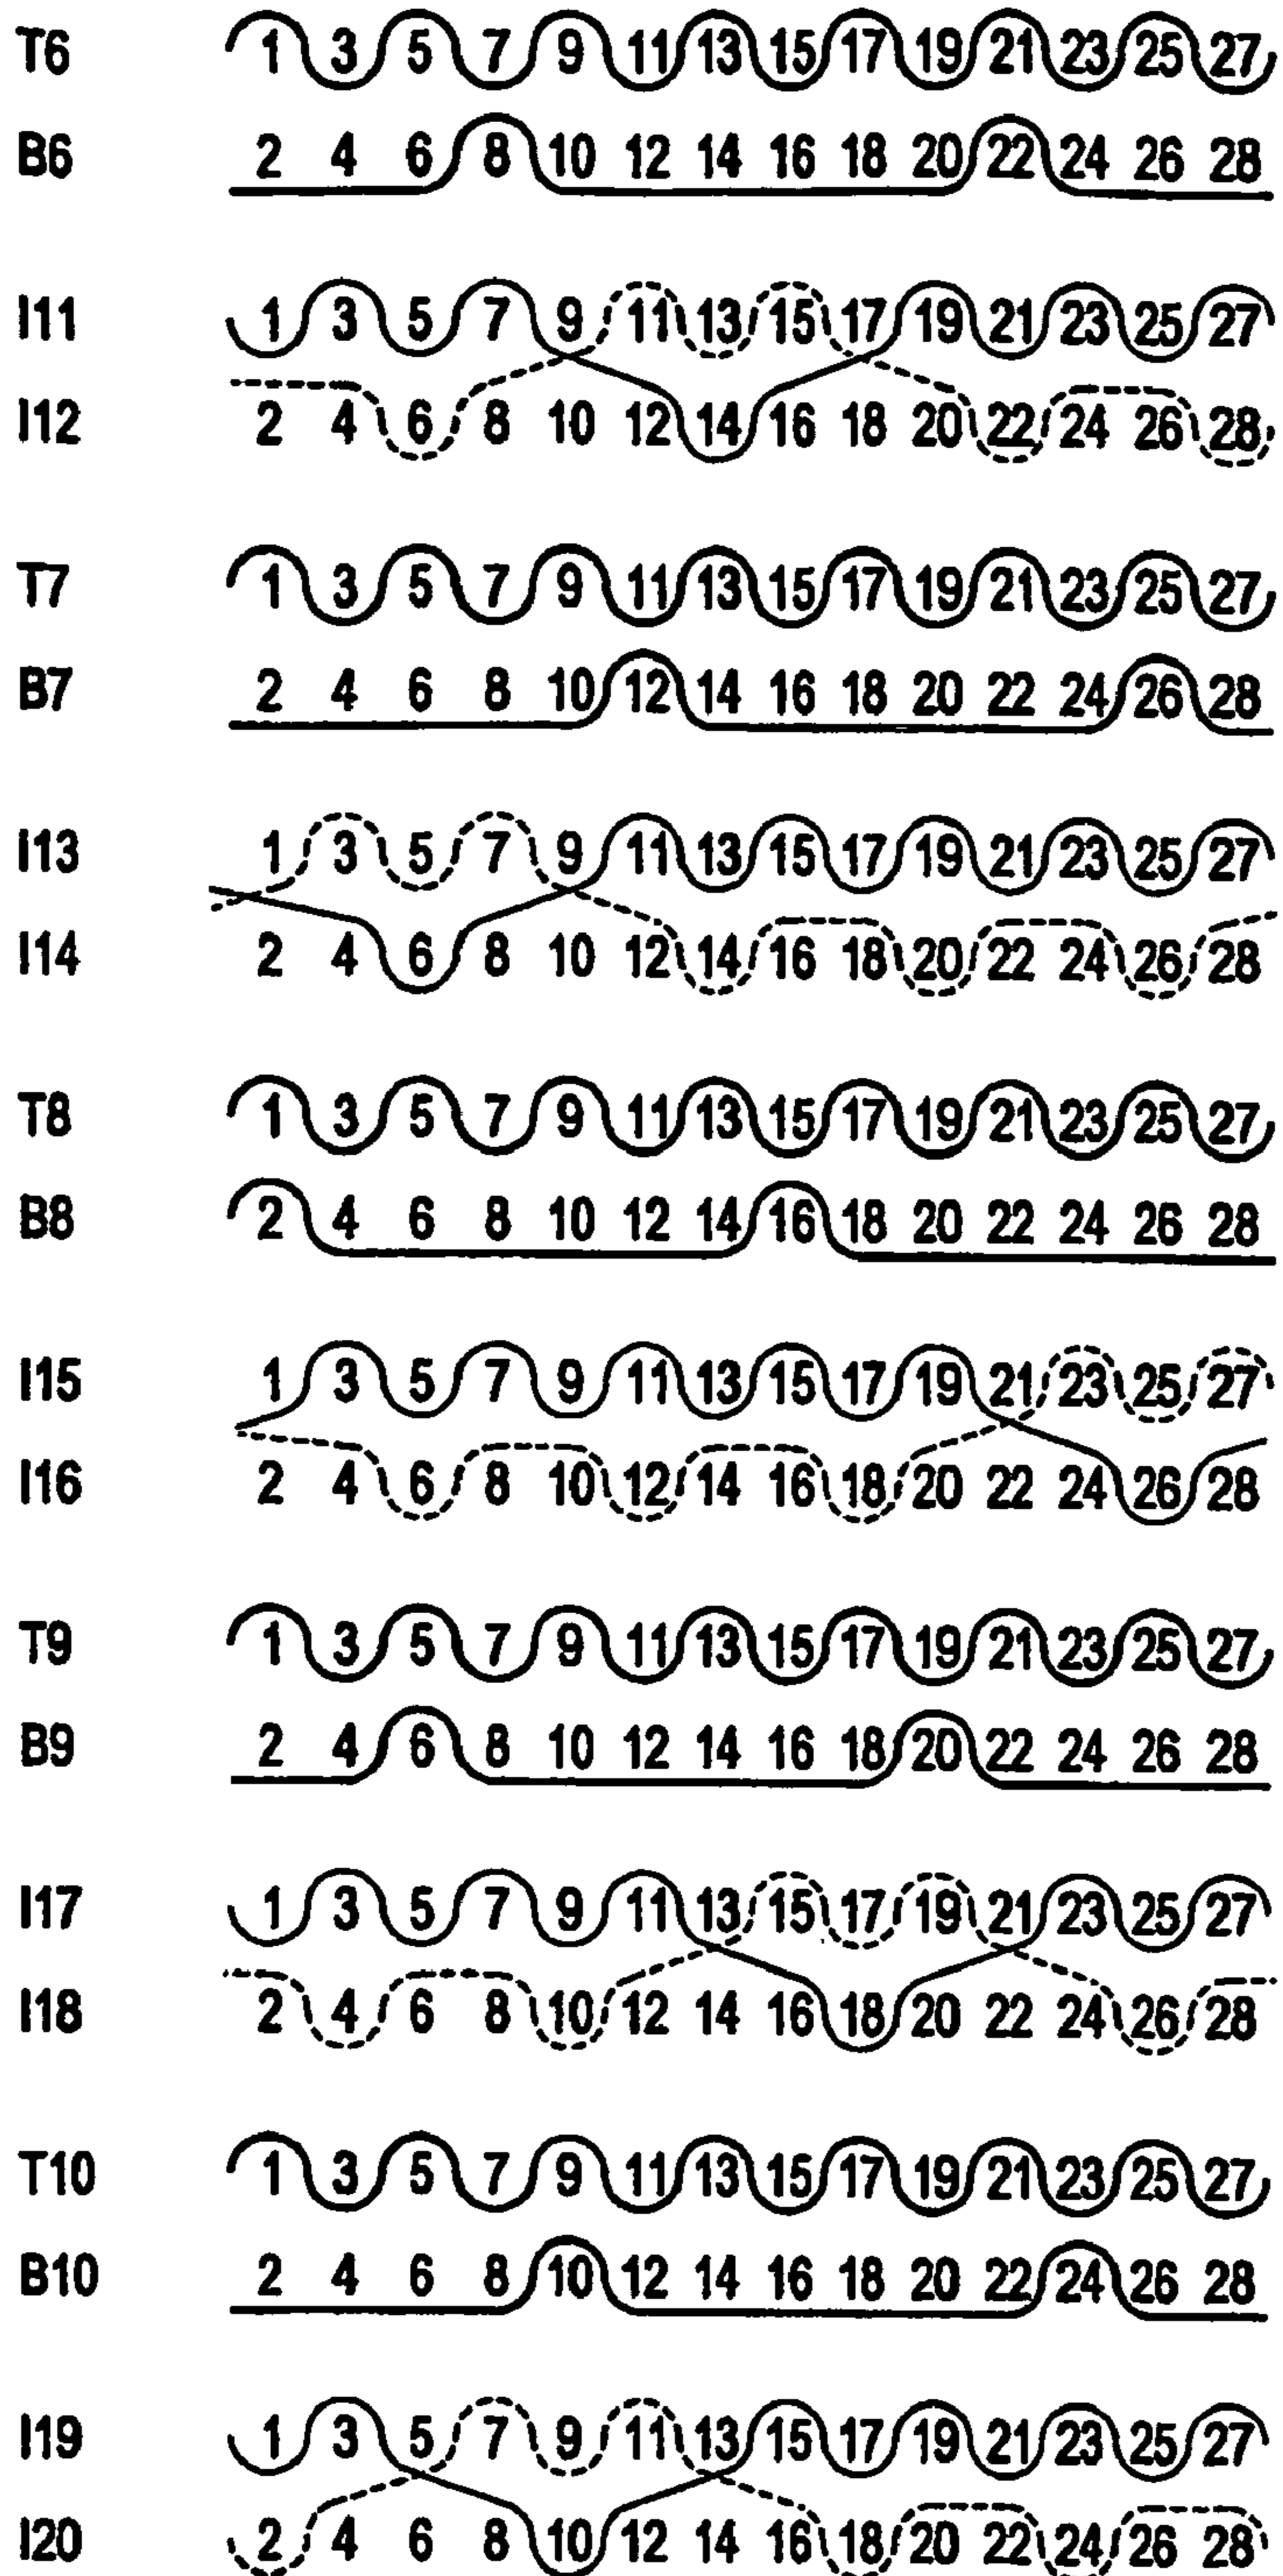 T6 1 3 5 7 9 11 13 15 17 19 21 23 25 27
B6 2 4 6 8 10 12 14 16 18 20 22 24 26 28
I11 1 3 5 7 9 11 13 15 17 19 21 23 25 27
I12 2 4 6 8 10 12 14 16 18 20 22 24 26 28
T7 1 3 5 7 9 11 13 15 17 19 21 23 25 27
B7 2 4 6 8 10 12 14 16 18 20 22 24 26 28
I13 1 3 5 7 9 11 13 15 17 19 21 23 25 27
I14 2 4 6 8 10 12 14 16 18 20 22 24 26 28
T8 1 3 5 7 9 11 13 15 17 19 21 23 25 27
B8 2 4 6 8 10 12 14 16 18 20 22 24 26 28
I15 1 3 5 7 9 11 13 15 17 19 21 23 25 27
I16 2 4 6 8 10 12 14 16 18 20 22 24 26 28
T9 1 3 5 7 9 11 13 15 17 19 21 23 25 27
B9 2 4 6 8 10 12 14 16 18 20 22 24 26 28
I17 1 3 5 7 9 11 13 15 17 19 21 23 25 27
I18 2 4 6 8 10 12 14 16 18 20 22 24 26 28
T10 1 3 5 7 9 11 13 15 17 19 21 23 25 27
B10 2 4 6 8 10 12 14 16 18 20 22 24 26 28
I19 1 3 5 7 9 11 13 15 17 19 21 23 25 27
I20 2 4 6 8 10 12 14 16 18 20 22 24 26 28